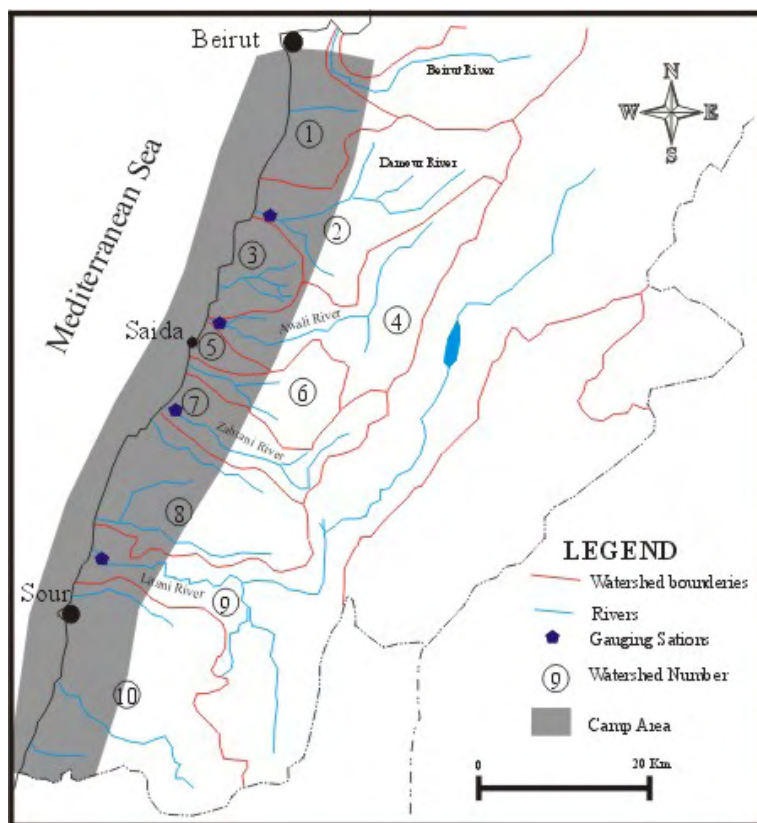 Beirut
Beirut River
N
W E
S
1
Damour River
2
3
Mediterranean Sea
4
Awali River
Saida
5
6
7
Zahrani River
8
LEGEND
Watershed bounderies
Rivers
Gauging Sations
9 Watershed Number
Camp Area
Litani River
9
Sour
10
0 20 Km